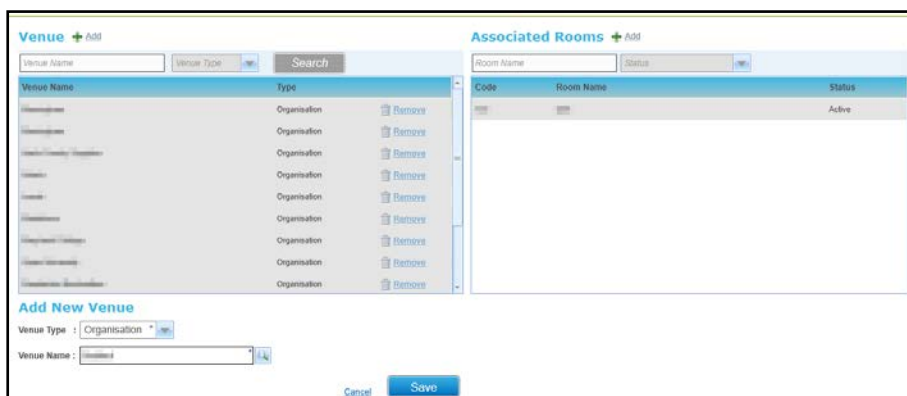 Venue Add
Venue Name Venue Type Search
Venue Name Type
Organisation Remove
Organisation Remove
Organisation Remove
Organisation Remove
Organisation Remove
Organisation Remove
Organisation Remove
Organisation Remove
Organisation Remove
Associated Rooms Add
Room Name Status
Code Room Name Status
Active
Add New Venue
Venue Type : Organisation *
Venue Name : *
Cancel Save